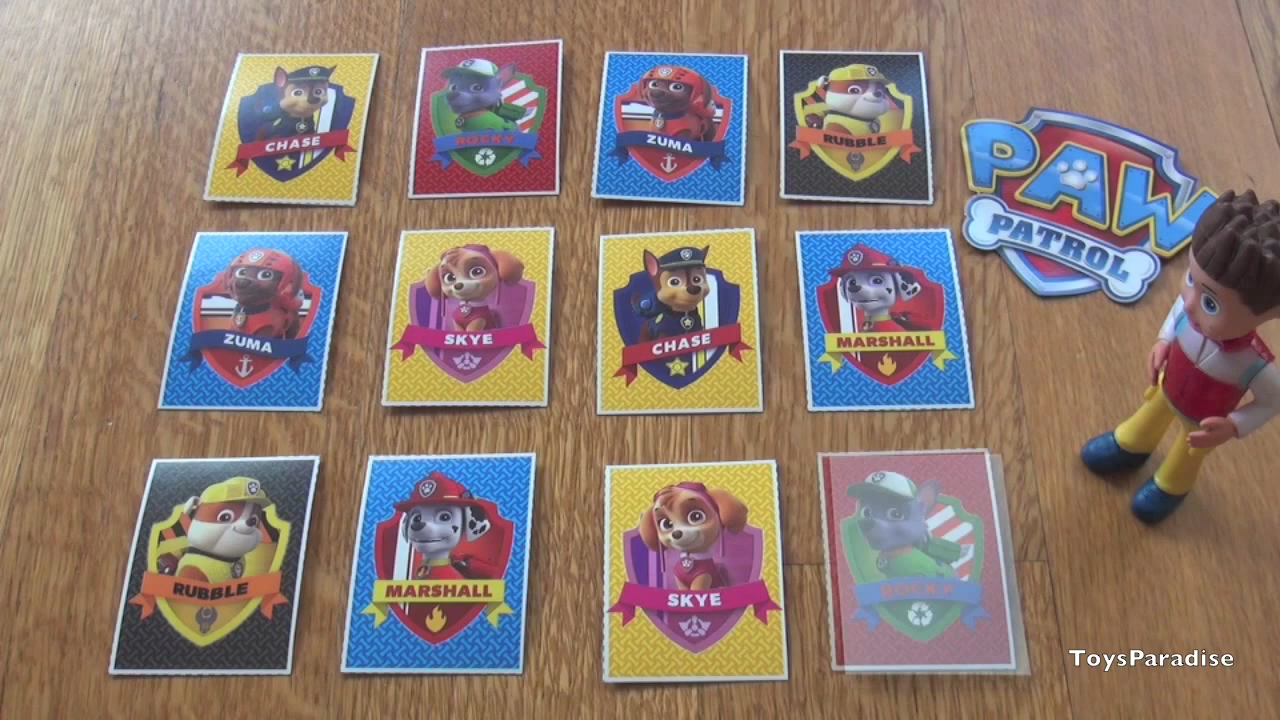 CHASE
ROCKY
ZUMA
RUBBLE
PAW
PATROL
ZUMA
SKYE
CHASE
MARSHALL
RUBBLE
MARSHALL
SKYE
ROCKY
ToysParadise